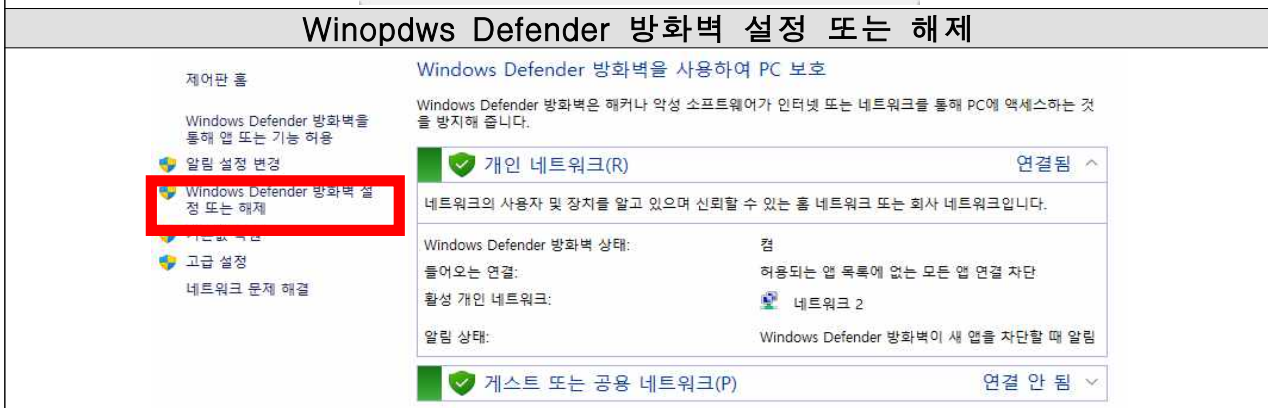 Winopdws Defender 방화벽 설정 또는 해제
제어판 홈
Windows Defender 방화벽을
통해 앱 또는 기능 허용
알림 설정 변경
Windows Defender 방화벽 설
정 또는 해제
고급 설정
네트워크 문제 해결
Windows Defender 방화벽을 사용하여 PC 보호
Windows Defender 방화벽은 해커나 악성 소프트웨어가 인터넷 또는 네트워크를 통해 PC에 액세스하는 것
을 방지해 줍니다.
개인 네트워크(R) 연결됨
네트워크의 사용자 및 장치를 알고 있으며 신뢰할 수 있는 홈 네트워크 또는 회사 네트워크입니다.
Windows Defender 방화벽 상태: 켬
들어오는 연결: 허용되는 앱 목록에 없는 모든 앱 연결 차단
활성 개인 네트워크: 네트워크 2
알림 상태: Windows Defender 방화벽이 새 앱을 차단할 때 알림
게스트 또는 공용 네트워크(P) 연결 안 됨